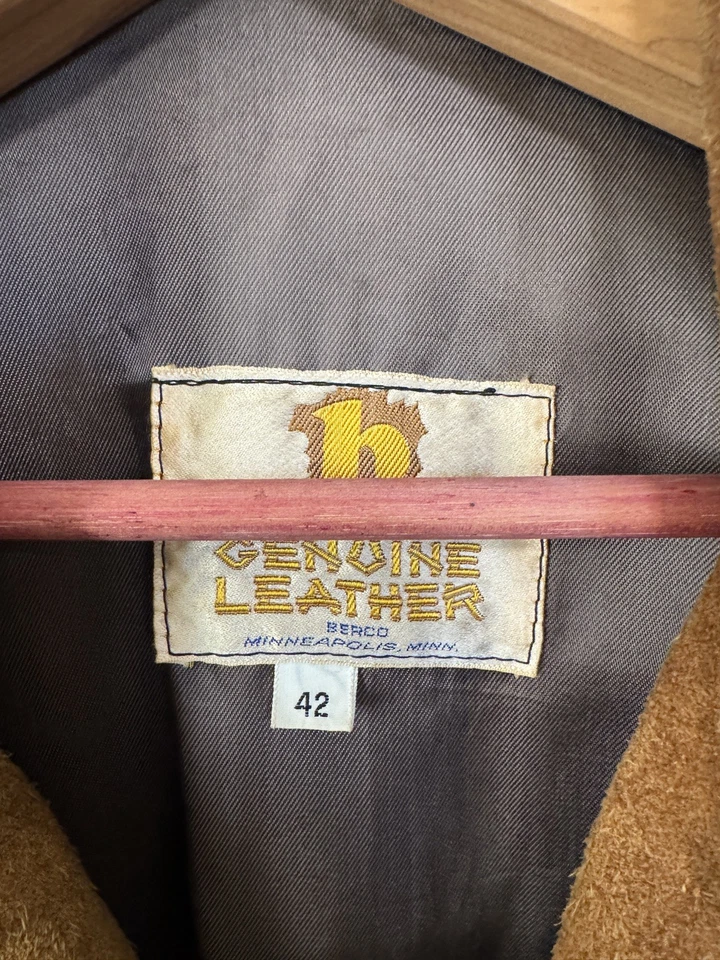 b
GENUINE
LEATHER
BERCO
MINNEAPOLIS, MINN.
42